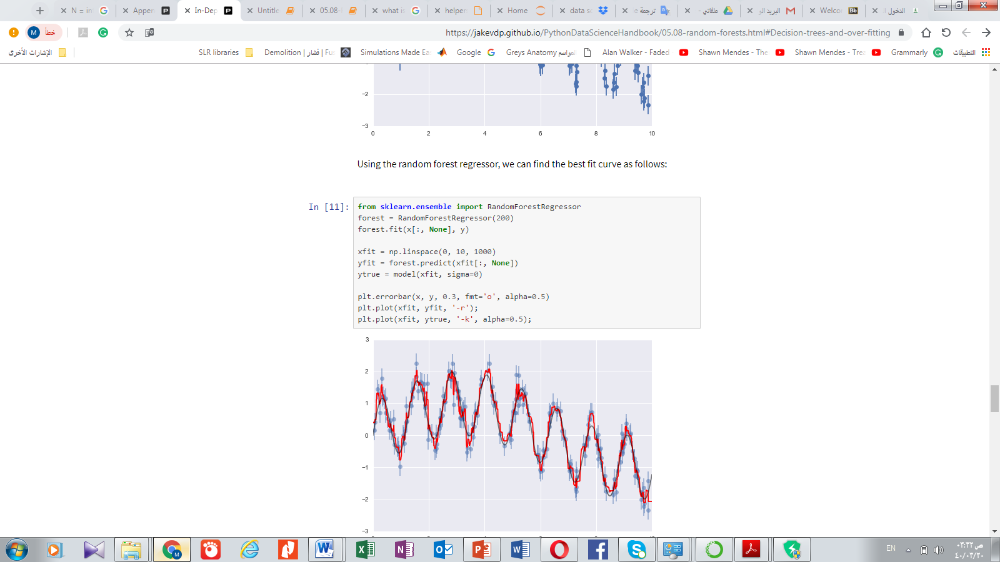 N = in
Appen
In-Dep
Untitle
05.08-
what is
helper
Home
data sc
ترجمة
ملفاتي -
البريد الو
Welco
الدخول
خطأ
M
https://jakevdp.github.io/PythonDataScienceHandbook/05.08-random-forests.html#Decision-trees-and-over-fitting
الإشارات الأخرى
SLR libraries
Demolition | فشار | Fu
Simulations Made Ea
Google
Greys Anatomy المواسم
Alan Walker - Faded
Shawn Mendes - The
Shawn Mendes - Trea
Grammarly
التطبيقات
−2
−3
0 2 4 6 8 10
Using the random forest regressor, we can find the best fit curve as follows:
In [11]:
from sklearn.ensemble import RandomForestRegressor
forest = RandomForestRegressor(200)
forest.fit(x[:, None], y)
xfit = np.linspace(0, 10, 1000)
yfit = forest.predict(xfit[:, None])
ytrue = model(xfit, sigma=0)
plt.errorbar(x, y, 0.3, fmt='o', alpha=0.5)
plt.plot(xfit, yfit, '-r');
plt.plot(xfit, ytrue, '-k', alpha=0.5);
3
2
1
0
−1
−2
−3
EN
٠٣:٣٢ ص
٤٠/٠٣/٢٠